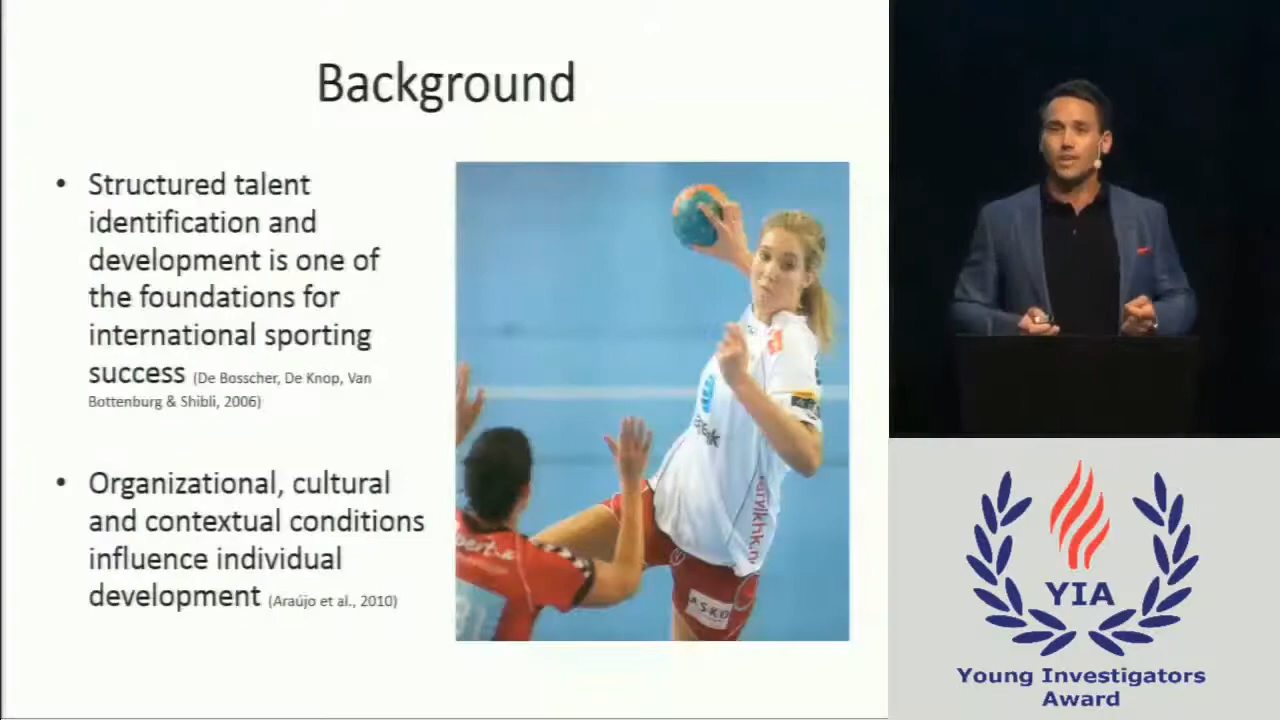 Background
• Structured talent
identification and
development is one of
the foundations for
international sporting
success (De Bosscher, De Knop, Van
Bottenburg & Shibli, 2006)
• Organizational, cultural
and contextual conditions
influence individual
development (Araújo et al., 2010)
ASKO
YIA
Young Investigators
Award